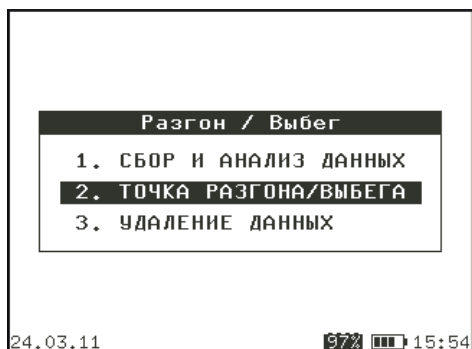 Разгон / Выбег
1. СБОР И АНАЛИЗ ДАННЫХ
2. ТОЧКА РАЗГОНА/ВЫБЕГА
3. УДАЛЕНИЕ ДАННЫХ
24.03.11 97% 15:54